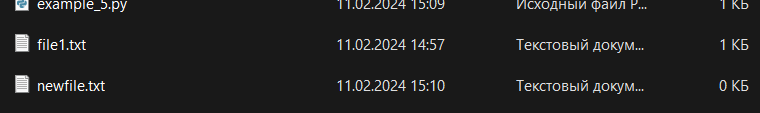 example_5.py 11.02.2024 15:09 Исходный файл P... 1 КБ
file1.txt 11.02.2024 14:57 Текстовый докум... 1 КБ
newfile.txt 11.02.2024 15:10 Текстовый докум... 0 КБ